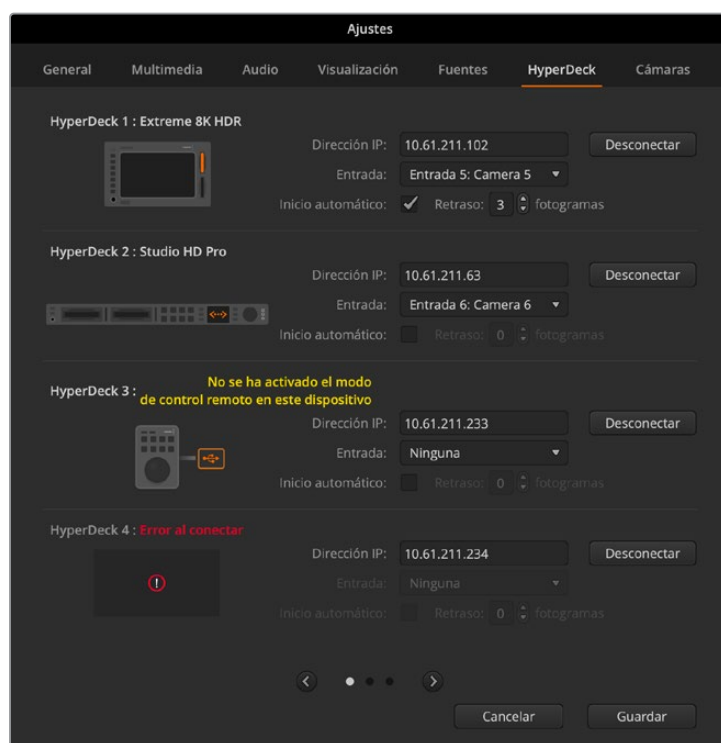 Ajustes
General Multimedia Audio Visualización Fuentes HyperDeck Cámaras
HyperDeck 1 : Extreme 8K HDR
Dirección IP: 10.61.211.102 Desconectar
Entrada: Entrada 5: Camera 5
Inicio automático: Retraso: 3 fotogramas
HyperDeck 2 : Studio HD Pro
Dirección IP: 10.61.211.63 Desconectar
Entrada: Entrada 6: Camera 6
Inicio automático: Retraso: 0 fotogramas
HyperDeck 3 : No se ha activado el modo
de control remoto en este dispositivo
Dirección IP: 10.61.211.233 Desconectar
Entrada: Ninguna
Inicio automático: Retraso: 0 fotogramas
HyperDeck 4 : Error al conectar
Dirección IP: 10.61.211.234 Desconectar
Entrada: Ninguna
Inicio automático: Retraso: 0 fotogramas
Cancelar Guardar